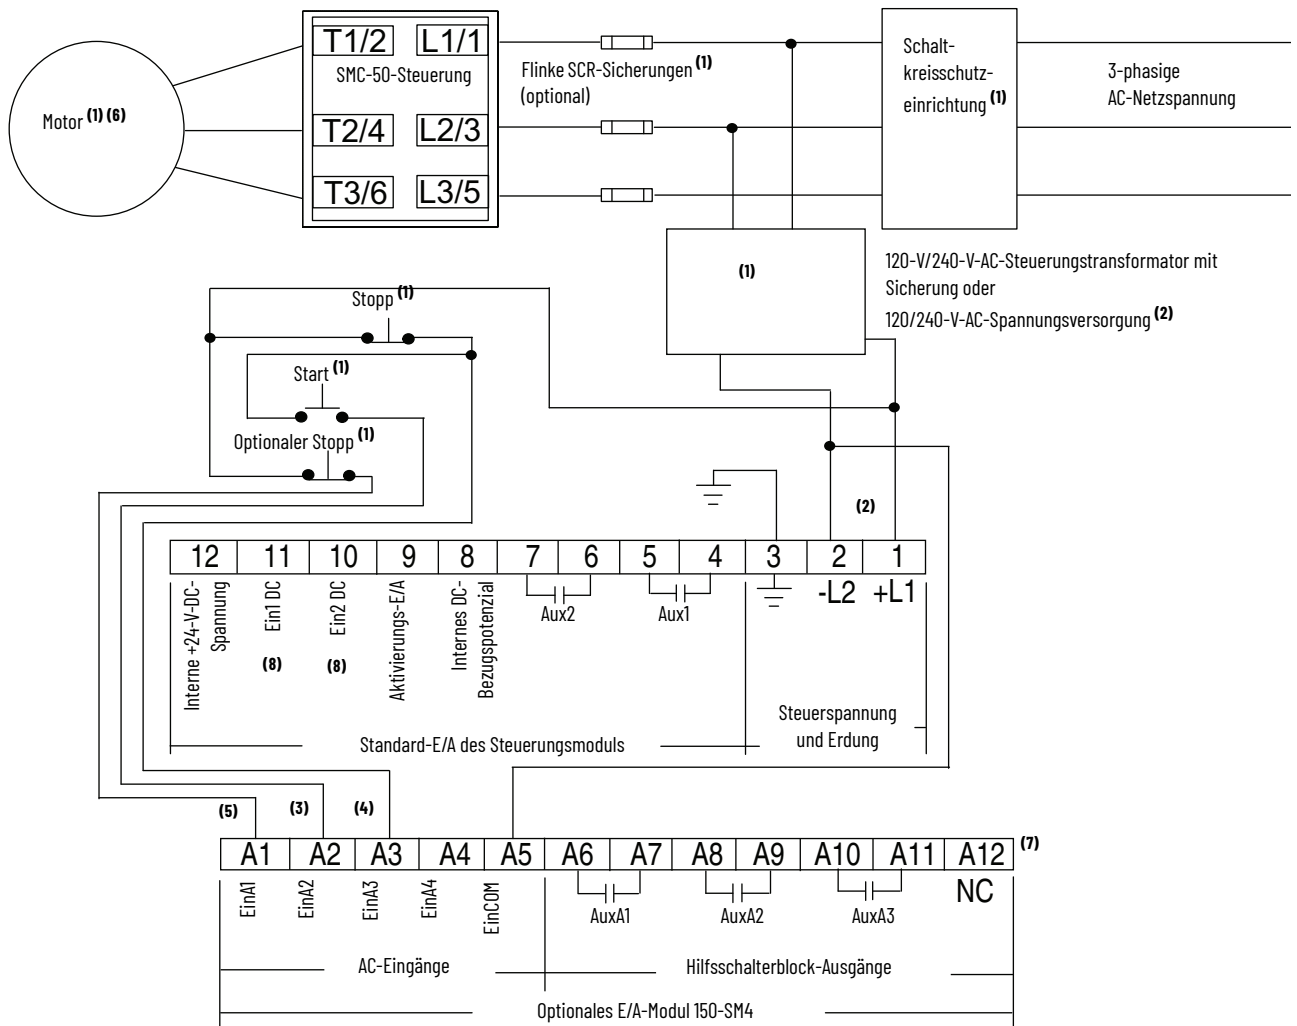 T1/2 L1/1
SMC-50-Steuerung
T2/4 L2/3
T3/6 L3/5
Motor (1) (6)
Flinke SCR-Sicherungen (1)
(optional)
Schalt-
kreisschutz-
einrichtung (1)
3-phasige
AC-Netzspannung
(1)
120-V/240-V-AC-Steuerungstransformator mit
Sicherung oder
120/240-V-AC-Spannungsversorgung (2)
Stopp (1)
Start (1)
Optionaler Stopp (1)
(2)
12 11 10 9 8 7 6 5 4 3 2 1
Interne +24-V-DC-
Spannung
Ein1 DC
(8)
Ein2 DC
(8)
Aktivierungs-E/A
Internes DC-
Bezugspotenzial
Aux2
Aux1
-L2 +L1
Standard-E/A des Steuerungsmoduls
Steuerspannung
und Erdung
(5) (3) (4)
A1 A2 A3 A4 A5 A6 A7 A8 A9 A10 A11 A12 (7)
EinA1
EinA2
EinA3
EinA4
EinCOM
AuxA1
AuxA2
AuxA3
NC
AC-Eingänge
Hilfsschalterblock-Ausgänge
Optionales E/A-Modul 150-SM4